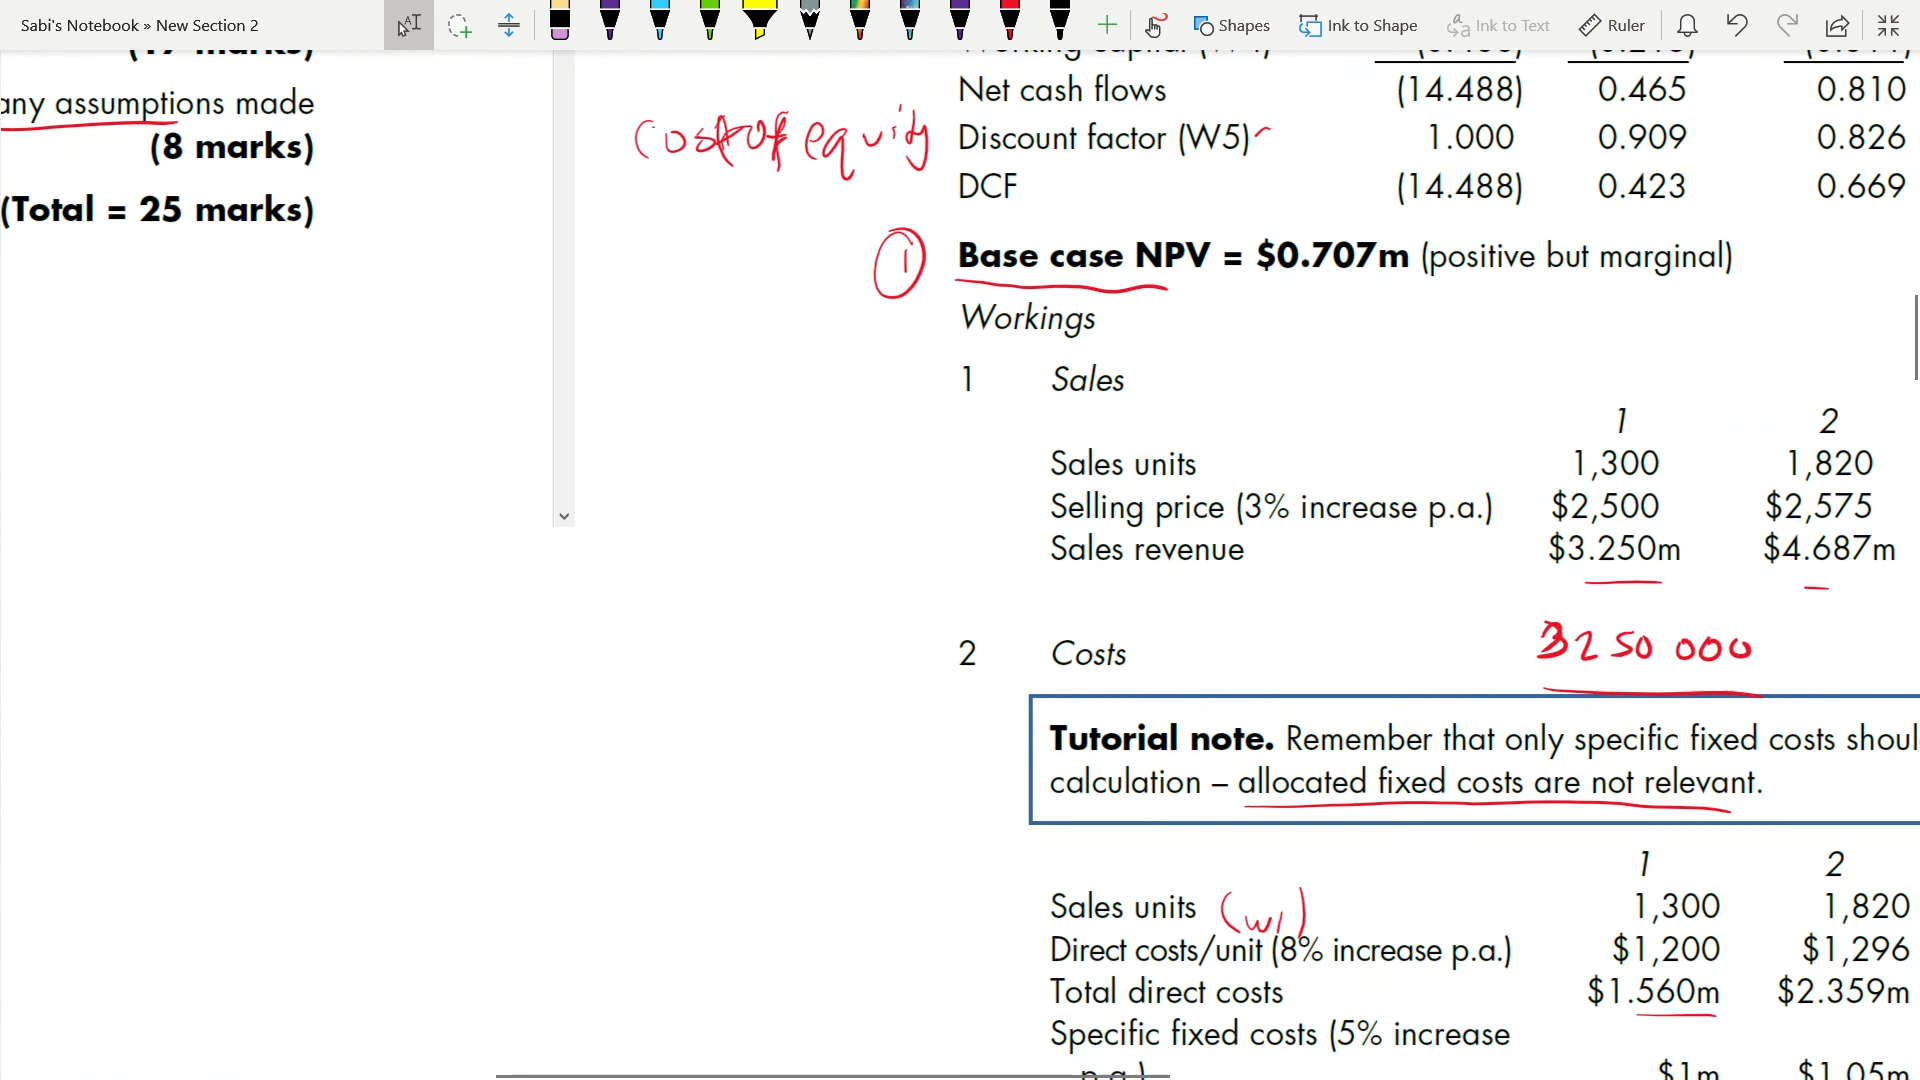 Sabi's Notebook » New Section 2
Shapes
Ink to Shape
Ink to Text
Ruler
any assumptions made
(8 marks)
(Total = 25 marks)
Net cash flows (14.488) 0.465 0.810
cost of equity
Discount factor (W5) 1.000 0.909 0.826
DCF (14.488) 0.423 0.669
1
Base case NPV = $0.707m (positive but marginal)
Workings
1 Sales
1 2
Sales units 1,300 1,820
Selling price (3% increase p.a.) $2,500 $2,575
Sales revenue $3.250m $4.687m
3250 000
2 Costs
Tutorial note. Remember that only specific fixed costs shoul
calculation – allocated fixed costs are not relevant.
1 2
Sales units (W1) 1,300 1,820
Direct costs/unit (8% increase p.a.) $1,200 $1,296
Total direct costs $1.560m $2.359m
Specific fixed costs (5% increase
p.a.) $1m $1.05m